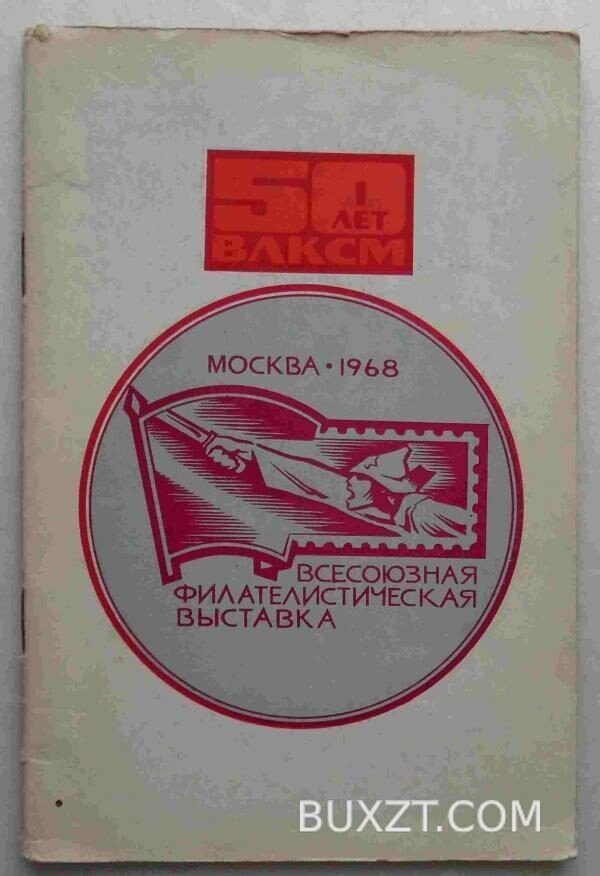 50
ЛЕТ
ВЛКСМ
МОСКВА • 1968
ВСЕСОЮЗНАЯ
ФИЛАТЕЛИСТИЧЕСКАЯ
ВЫСТАВКА
BUXZT.COM